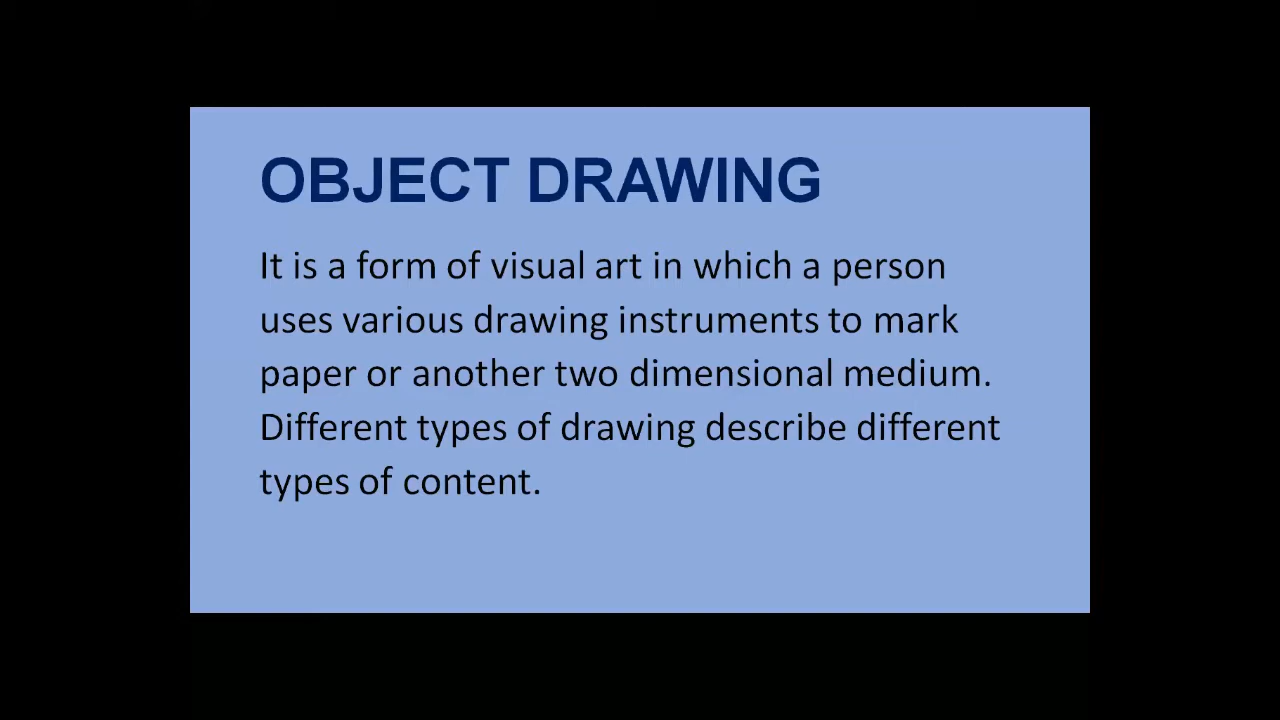 OBJECT DRAWING
It is a form of visual art in which a person
uses various drawing instruments to mark
paper or another two dimensional medium.
Different types of drawing describe different
types of content.